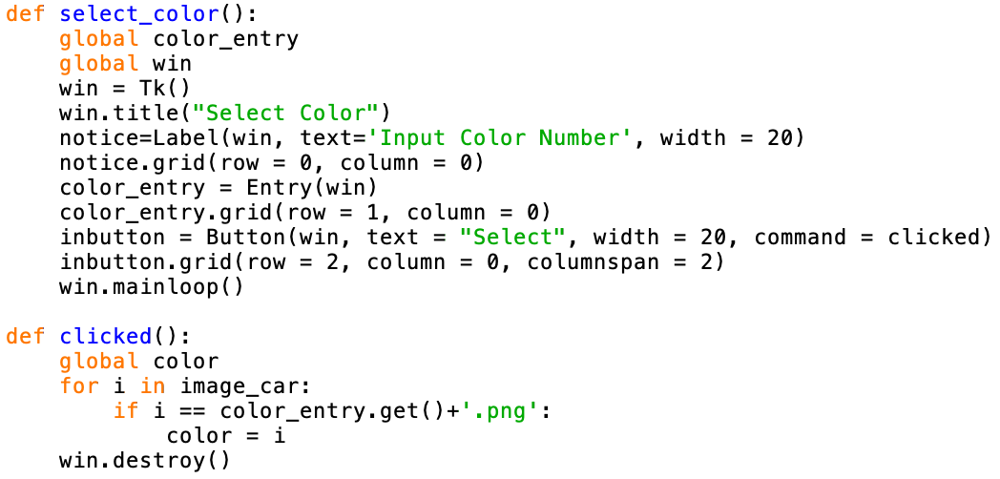 def select_color():
    global color_entry
    global win
    win = Tk()
    win.title("Select Color")
    notice=Label(win, text='Input Color Number', width = 20)
    notice.grid(row = 0, column = 0)
    color_entry = Entry(win)
    color_entry.grid(row = 1, column = 0)
    inbutton = Button(win, text = "Select", width = 20, command = clicked)
    inbutton.grid(row = 2, column = 0, columnspan = 2)
    win.mainloop()

def clicked():
    global color
    for i in image_car:
        if i == color_entry.get()+'.png':
            color = i
    win.destroy()